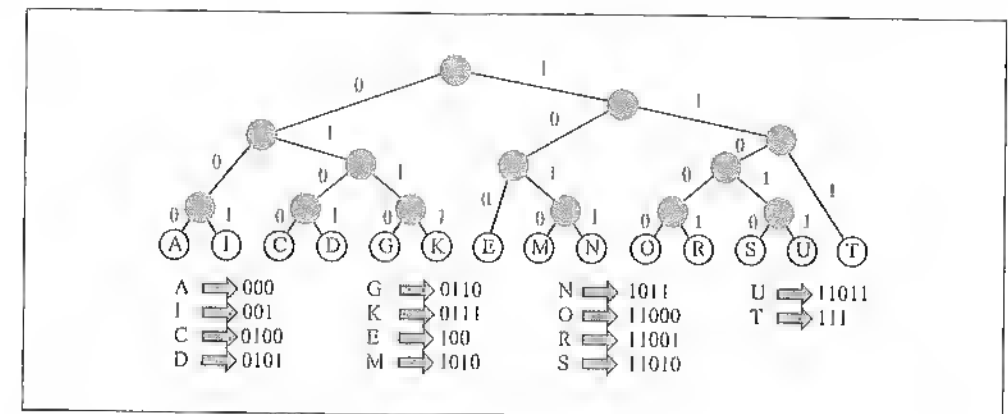 0 1
0 1
0 1 0 1
0 1 0 1 0 1 1
0 1 0 1 0 1 0 1 0 1 0 1
A I C D G K E M N O R S U T
A 000 G 0110 N 1011 U 11011
I 001 K 0111 O 11000 T 111
C 0100 E 100 R 11001
D 0101 M 1010 S 11010